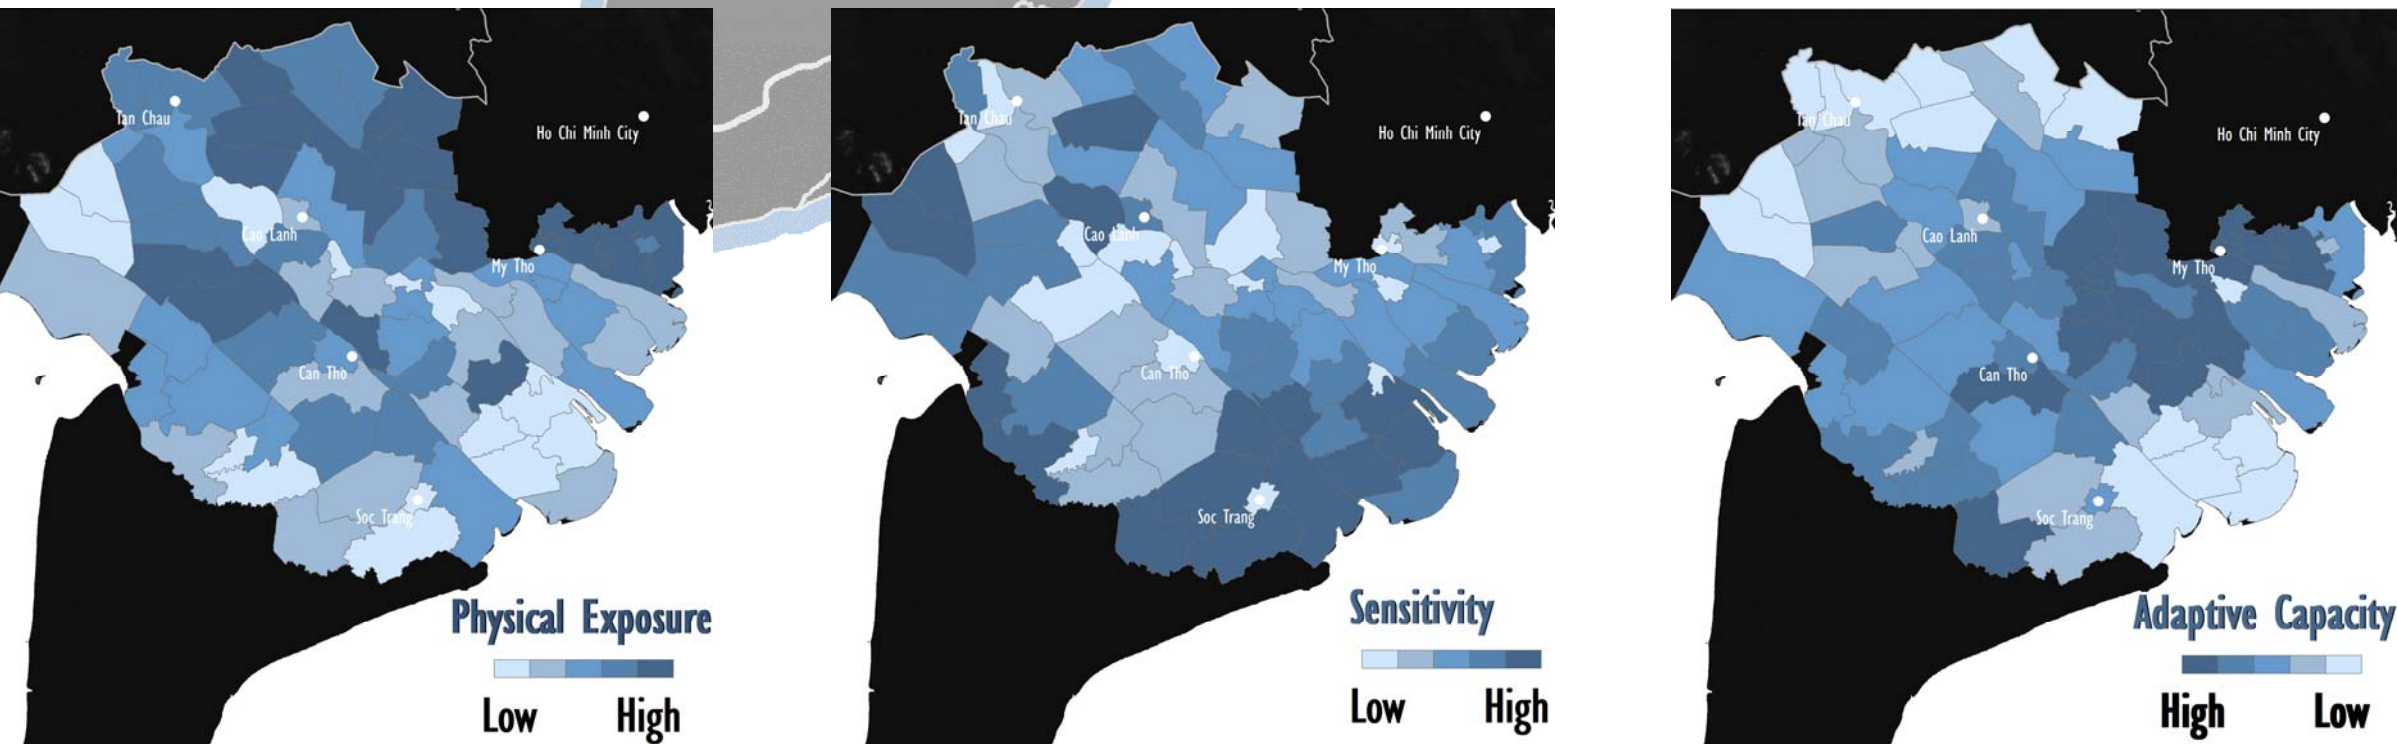 Tan Chau
Ho Chi Minh City
Cao Lanh
My Tho
Can Tho
Soc Trang
Physical Exposure
Low High
Tan Chau
Ho Chi Minh City
Cao Lanh
My Tho
Can Tho
Soc Trang
Sensitivity
Low High
Tan Chau
Ho Chi Minh City
Cao Lanh
My Tho
Can Tho
Soc Trang
Adaptive Capacity
High Low